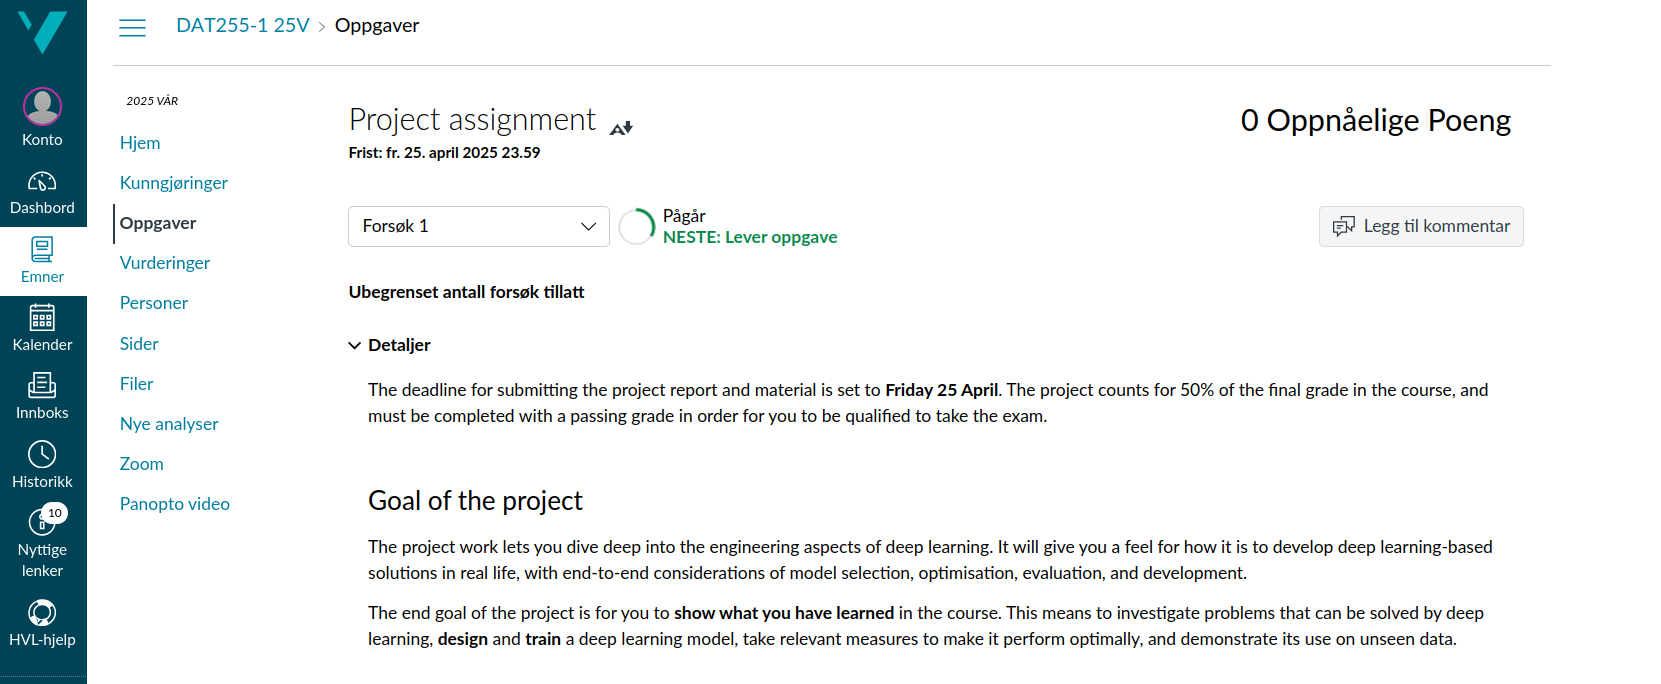 DAT255-1 25V > Oppgaver
Konto
Dashbord
Emner
Kalender
Innboks
Historikk
10
Nyttige
lenker
HVL-hjelp
2025 VÅR
Hjem
Kunngjøringer
Oppgaver
Vurderinger
Personer
Sider
Filer
Nye analyser
Zoom
Panopto video
Project assignment
0 Oppnåelige Poeng
Frist: fr. 25. april 2025 23.59
Forsøk 1
Pågår
NESTE: Lever oppgave
Legg til kommentar
Ubegrenset antall forsøk tillatt
Detaljer
The deadline for submitting the project report and material is set to Friday 25 April. The project counts for 50% of the final grade in the course, and
must be completed with a passing grade in order for you to be qualified to take the exam.
Goal of the project
The project work lets you dive deep into the engineering aspects of deep learning. It will give you a feel for how it is to develop deep learning-based
solutions in real life, with end-to-end considerations of model selection, optimisation, evaluation, and development.
The end goal of the project is for you to show what you have learned in the course. This means to investigate problems that can be solved by deep
learning, design and train a deep learning model, take relevant measures to make it perform optimally, and demonstrate its use on unseen data.